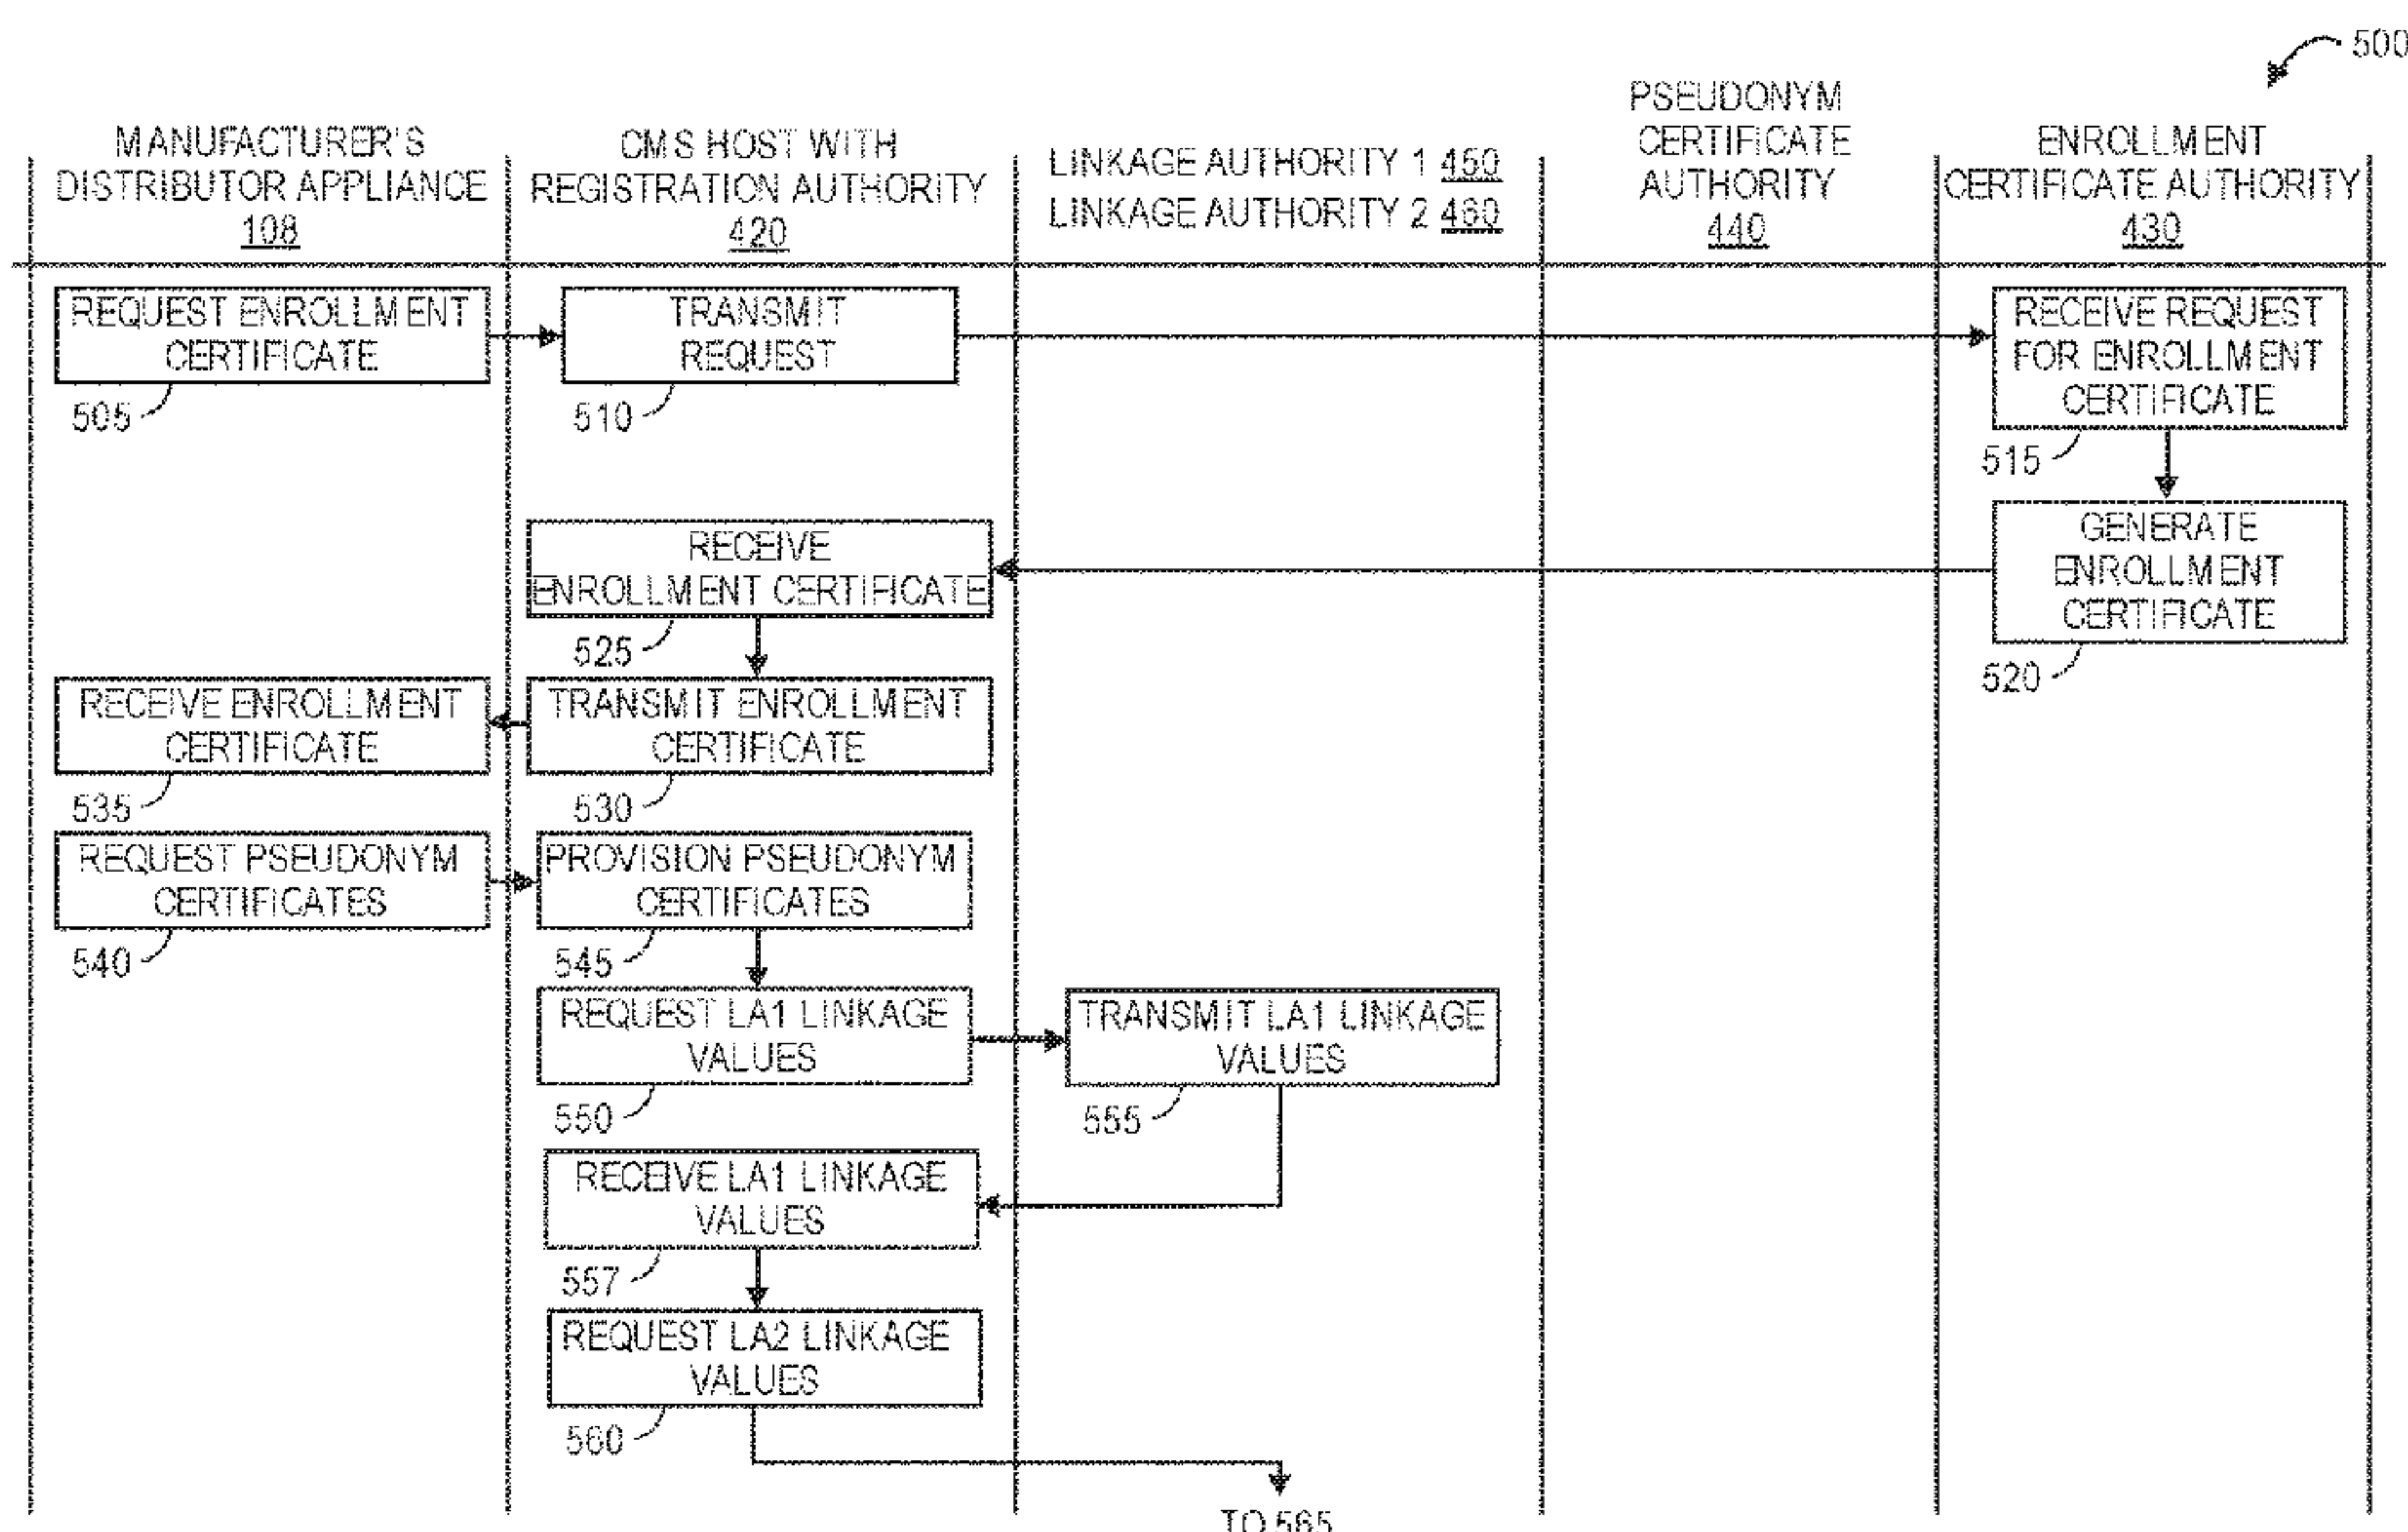 500
MANUFACTURER'S
DISTRIBUTOR APPLIANCE
108
CMS HOST WITH
REGISTRATION AUTHORITY
420
LINKAGE AUTHORITY 1 450
LINKAGE AUTHORITY 2 460
PSEUDONYM
CERTIFICATE
AUTHORITY
440
ENROLLMENT
CERTIFICATE AUTHORITY
430
REQUEST ENROLLMENT
CERTIFICATE
505
TRANSMIT
REQUEST
510
RECEIVE REQUEST
FOR ENROLLMENT
CERTIFICATE
515
GENERATE
ENROLLMENT
CERTIFICATE
520
RECEIVE
ENROLLMENT CERTIFICATE
525
TRANSMIT ENROLLMENT
CERTIFICATE
530
RECEIVE ENROLLMENT
CERTIFICATE
535
REQUEST PSEUDONYM
CERTIFICATES
540
PROVISION PSEUDONYM
CERTIFICATES
545
REQUEST LA1 LINKAGE
VALUES
550
TRANSMIT LA1 LINKAGE
VALUES
555
RECEIVE LA1 LINKAGE
VALUES
557
REQUEST LA2 LINKAGE
VALUES
560
TO 565